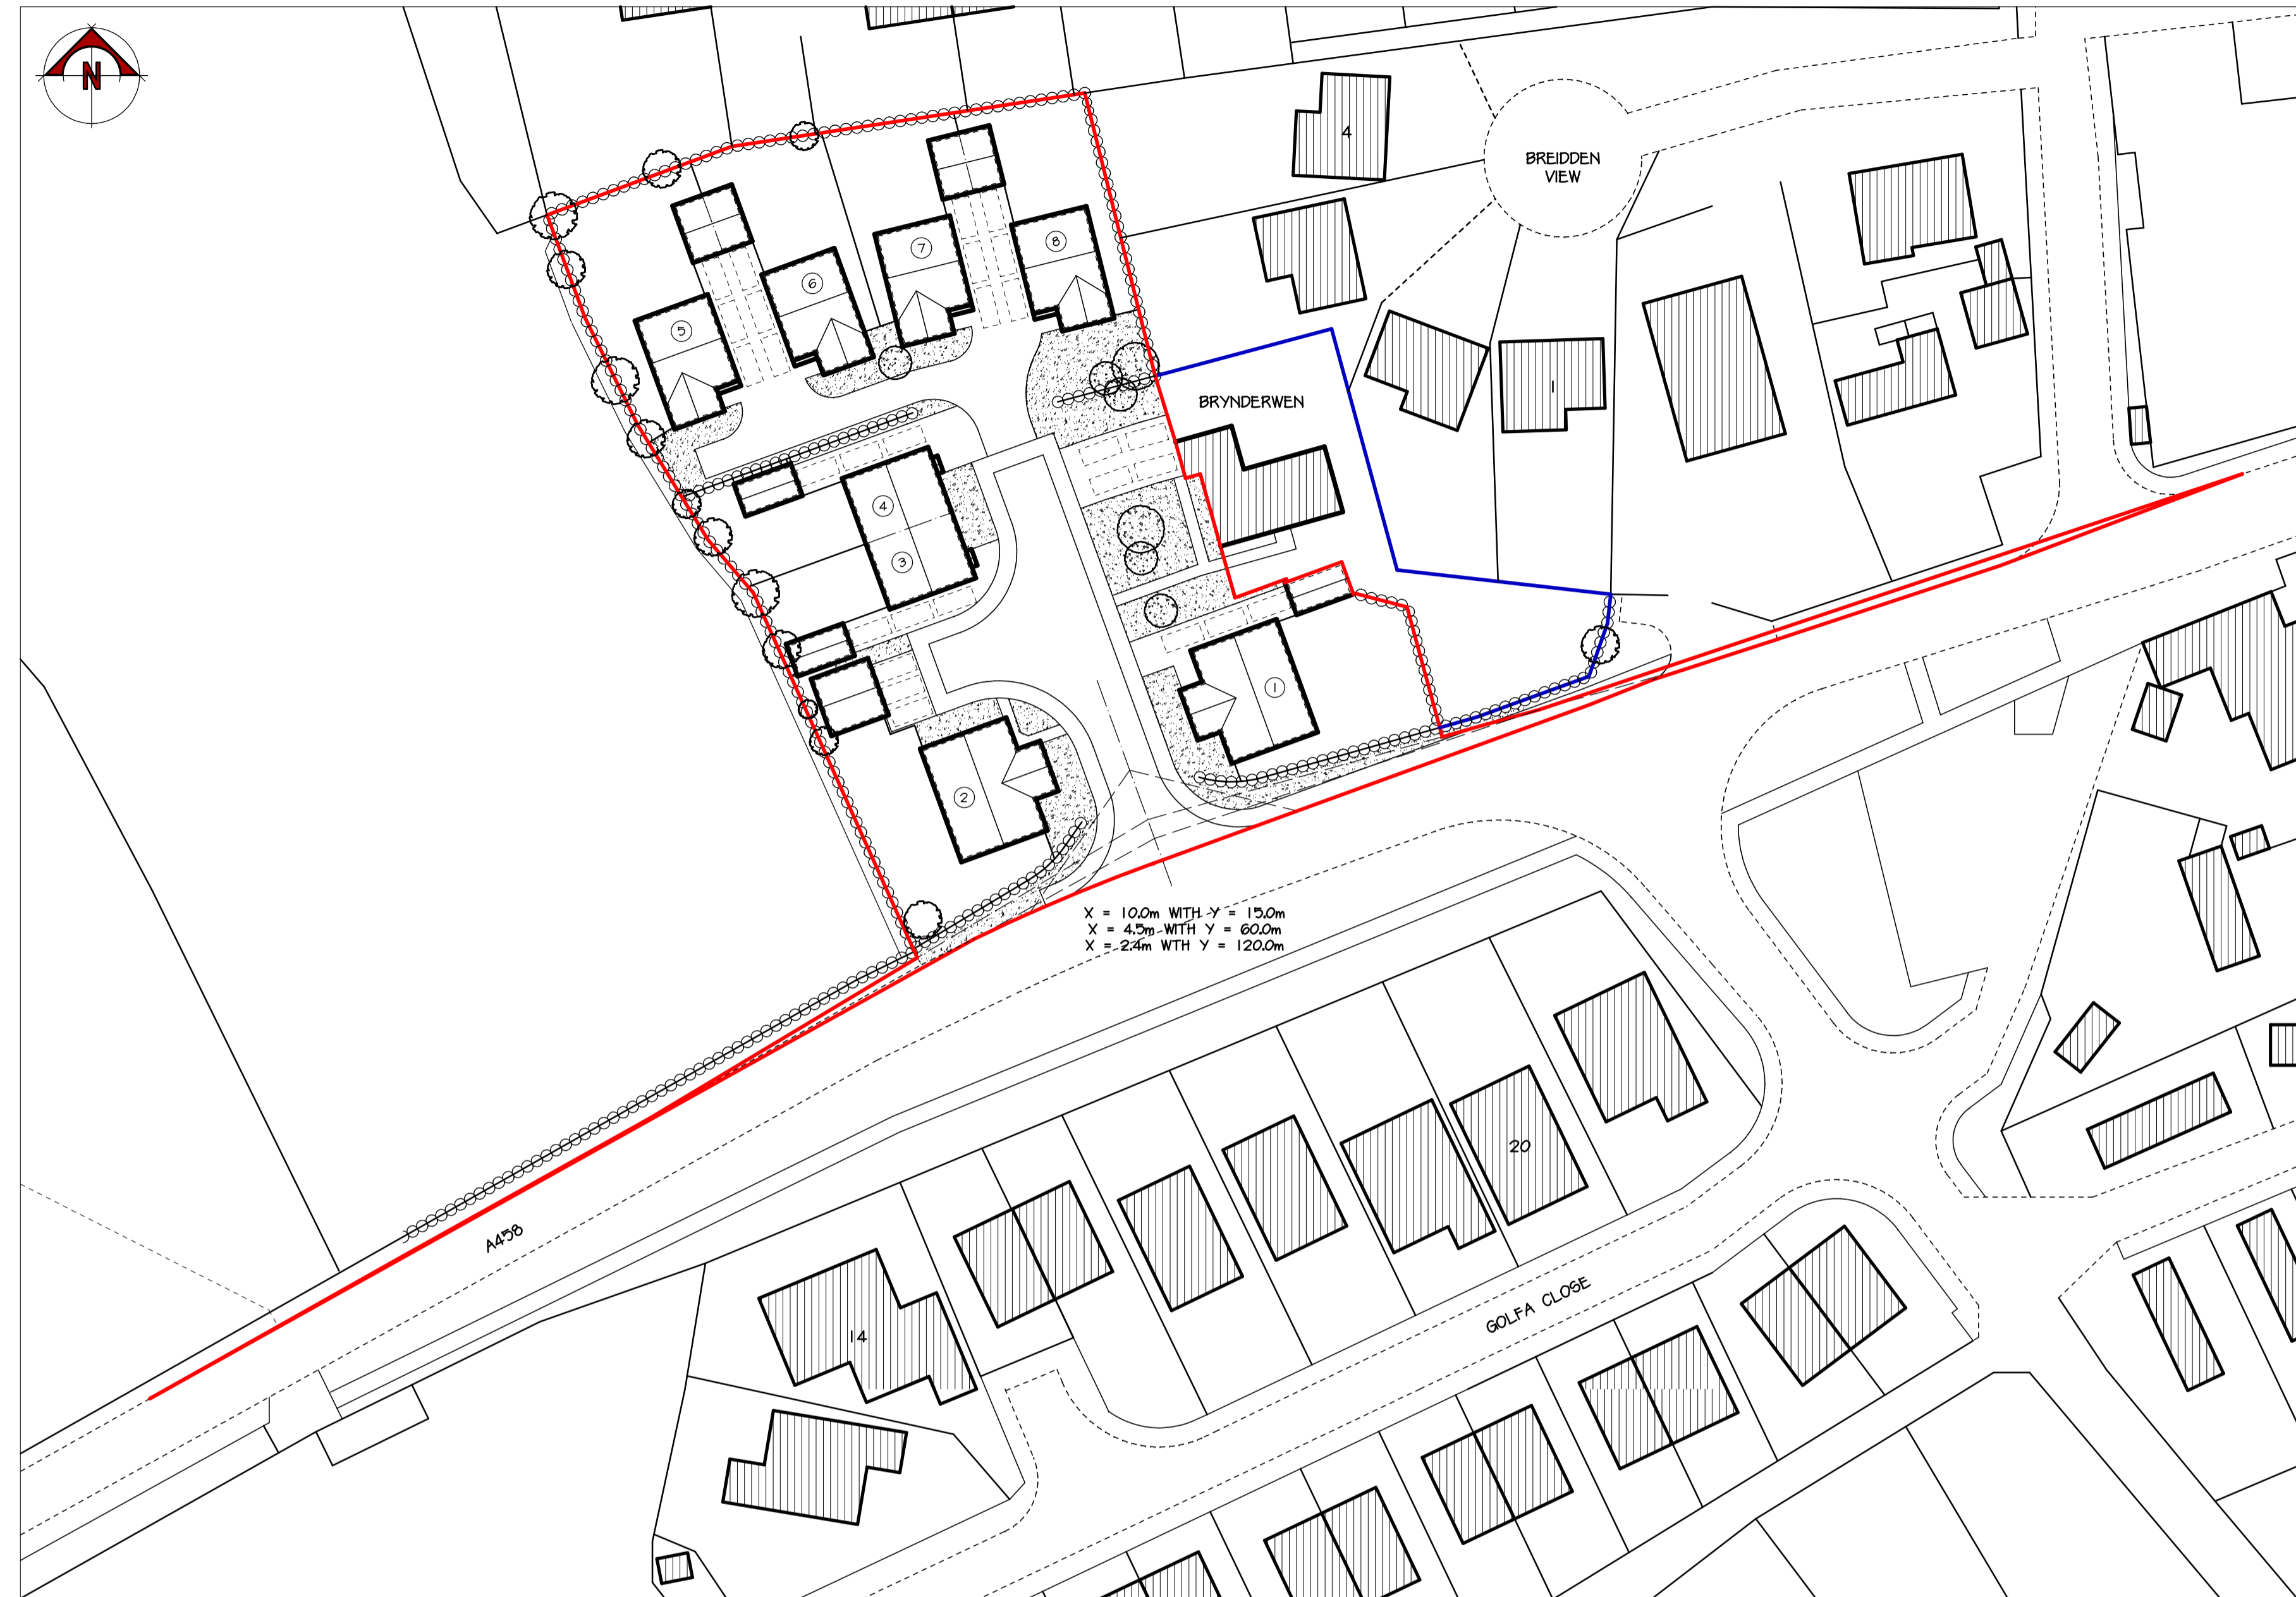 N
4
BREIDDEN
VIEW
8
7
6
5
BRYNDERWEN
1
4
3
1
2
X = 10.0m WITH Y = 15.0m
X = 4.5m WITH Y = 60.0m
X = 2.4m WTH Y = 120.0m
20
A458
GOLFA CLOSE
14